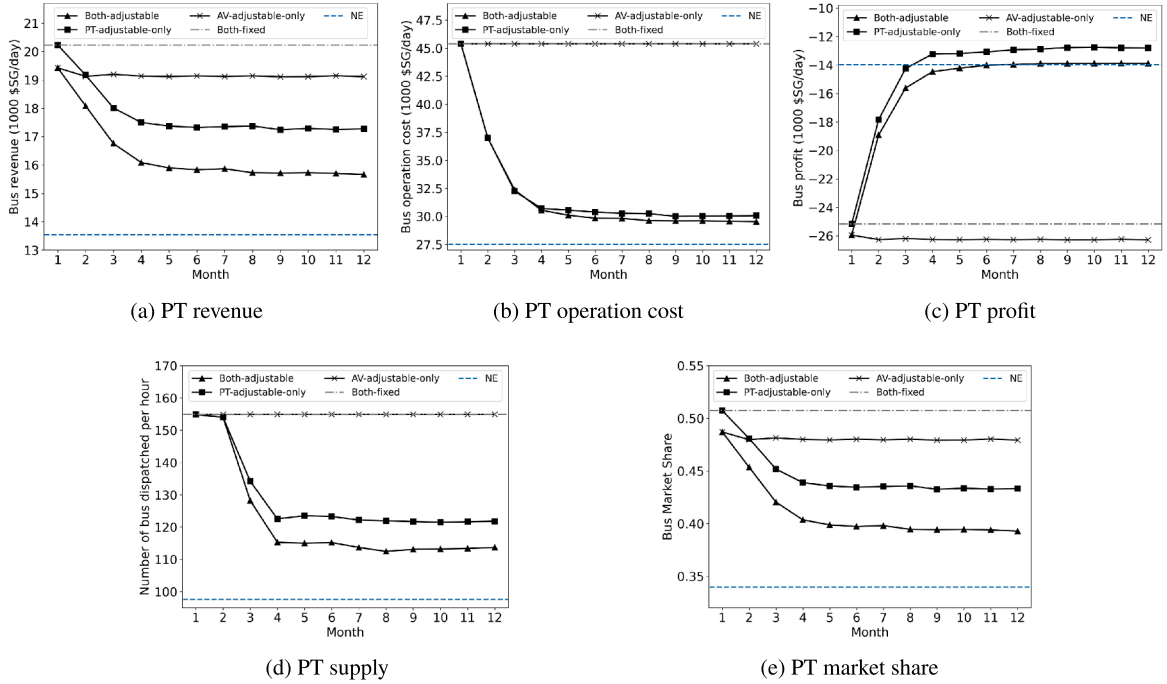 Both-adjustable AV-adjustable-only NE
PT-adjustable-only Both-fixed
Bus revenue (1000 $SG/day)
21
20
19
18
17
16
15
14
13
1 2 3 4 5 6 7 8 9 10 11 12
Month
(a) PT revenue
Both-adjustable AV-adjustable-only NE
PT-adjustable-only Both-fixed
Bus operation cost (1000 $SG/day)
47.5
45.0
42.5
40.0
37.5
35.0
32.5
30.0
27.5
1 2 3 4 5 6 7 8 9 10 11 12
Month
(b) PT operation cost
Both-adjustable AV-adjustable-only
PT-adjustable-only NE Both-fixed
Bus profit (1000 $SG/day)
−10
−12
−14
−16
−18
−20
−22
−24
−26
1 2 3 4 5 6 7 8 9 10 11 12
Month
(c) PT profit
Both-adjustable AV-adjustable-only NE
PT-adjustable-only Both-fixed
Number of bus dispatched per hour
170
160
150
140
130
120
110
100
1 2 3 4 5 6 7 8 9 10 11 12
Month
(d) PT supply
Both-adjustable AV-adjustable-only NE
PT-adjustable-only Both-fixed
Bus Market Share
0.55
0.50
0.45
0.40
0.35
1 2 3 4 5 6 7 8 9 10 11 12
Month
(e) PT market share